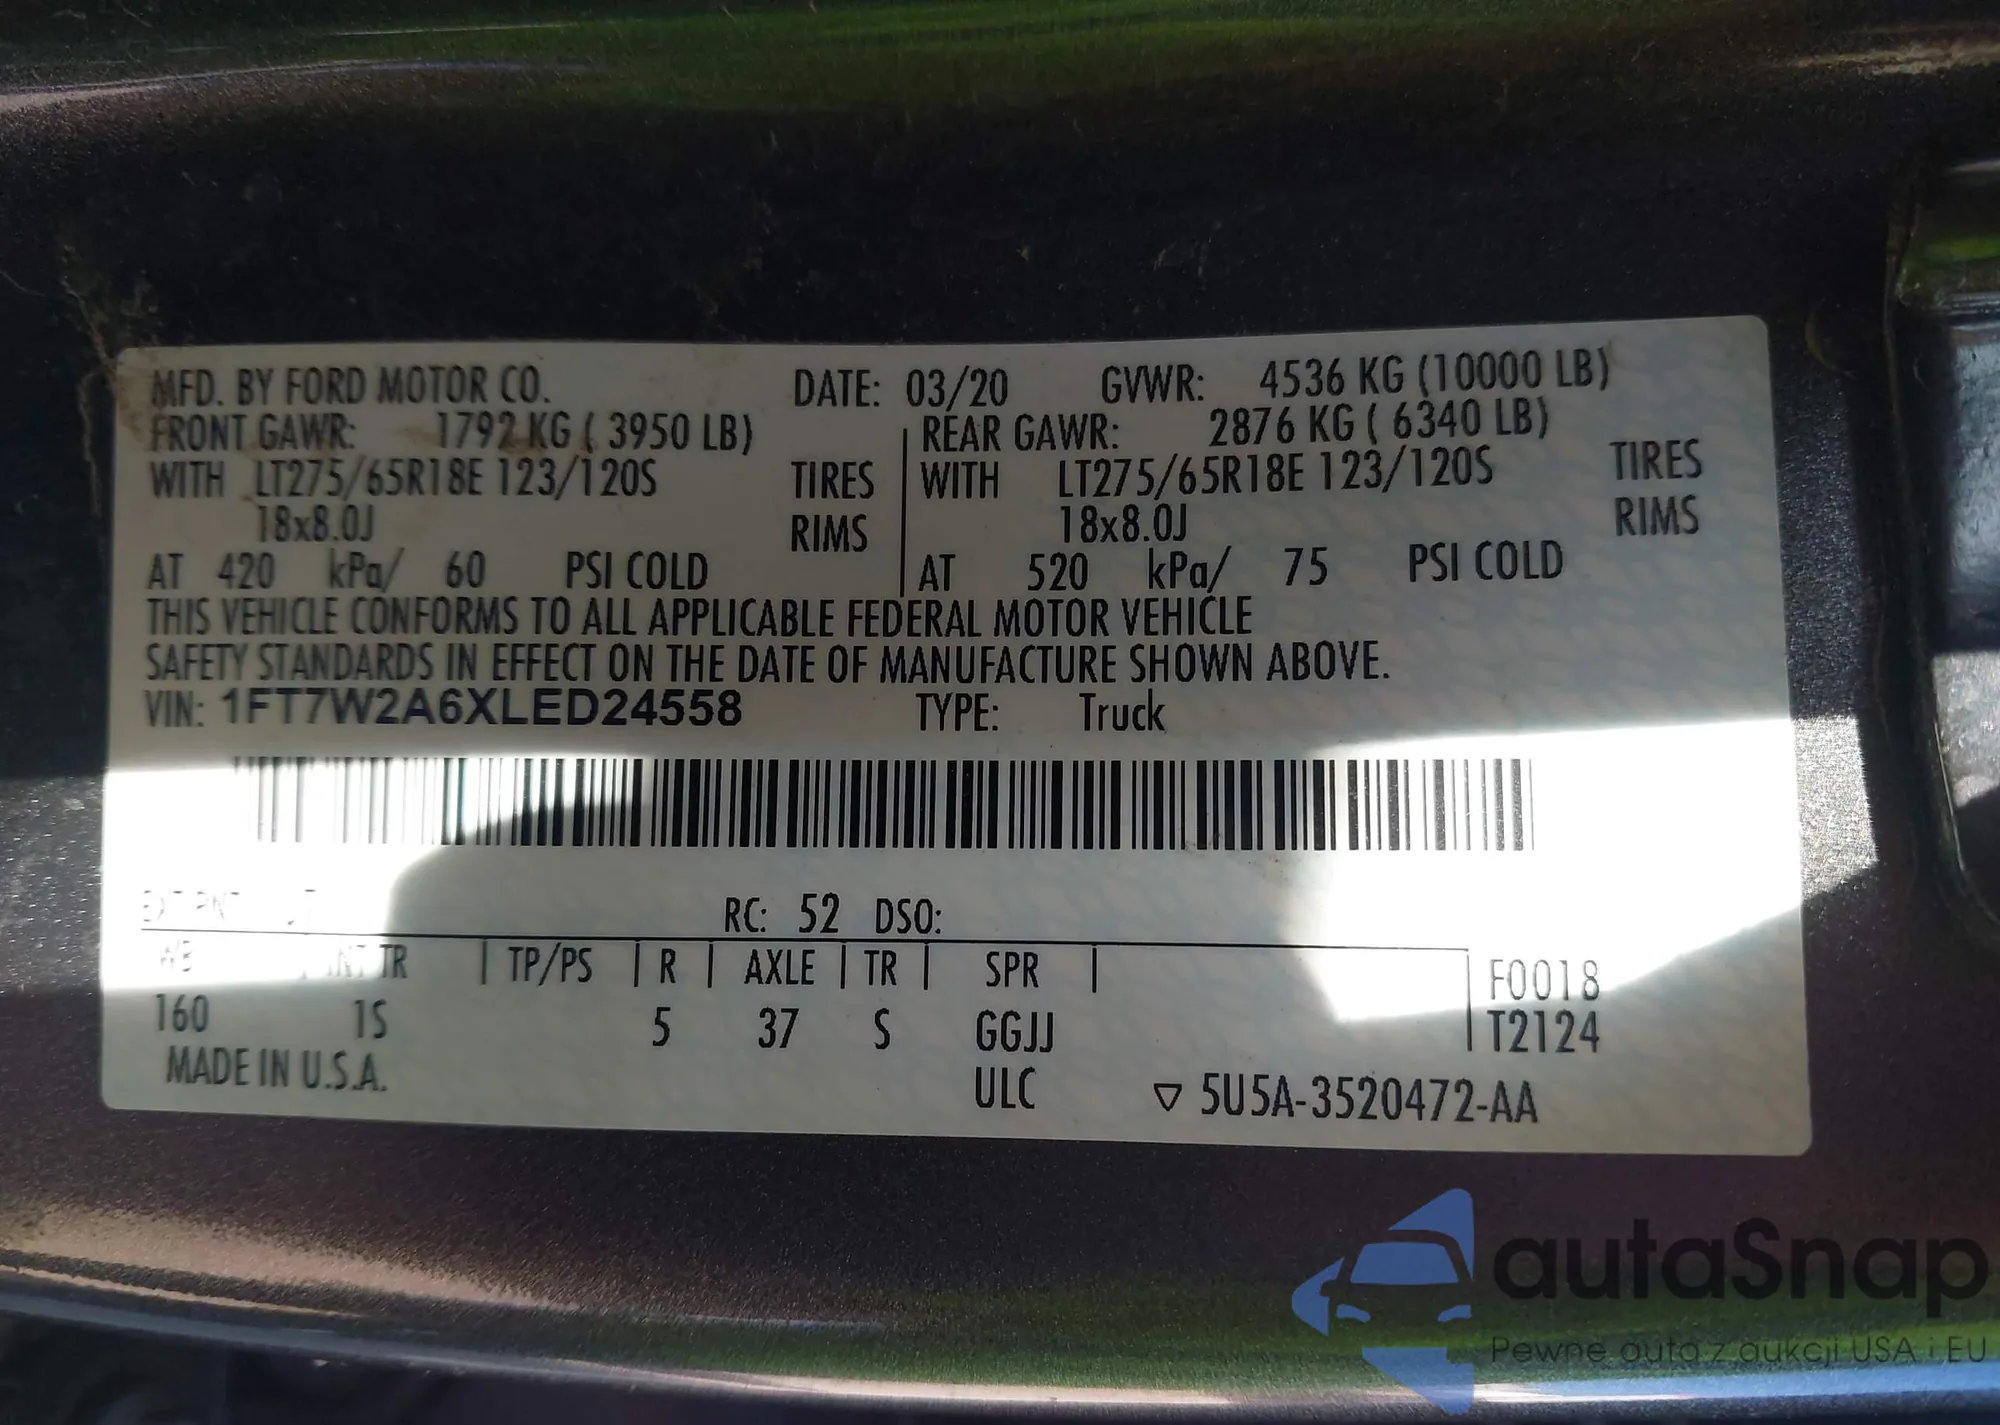 MFD. BY FORD MOTOR CO. DATE: 03/20 GVWR: 4536 KG (10000 LB)
FRONT GAWR: 1792 KG ( 3950 LB) REAR GAWR: 2876 KG ( 6340 LB)
WITH LT275/65R18E 123/120S TIRES WITH LT275/65R18E 123/120S TIRES
18x8.0J RIMS 18x8.0J RIMS
AT 420 kPa/ 60 PSI COLD AT 520 kPa/ 75 PSI COLD
THIS VEHICLE CONFORMS TO ALL APPLICABLE FEDERAL MOTOR VEHICLE
SAFETY STANDARDS IN EFFECT ON THE DATE OF MANUFACTURE SHOWN ABOVE.
VIN: 1FT7W2A6XLED24558 TYPE: Truck
EXT PNT RC: 52 DSO:
WB INT TR TP/PS R AXLE TR SPR F0018
160 1S 5 37 S GGJJ T2124
MADE IN U.S.A. ULC ▽ 5U5A-3520472-AA
autaSnap
Pewne auta z aukcji USA i EU